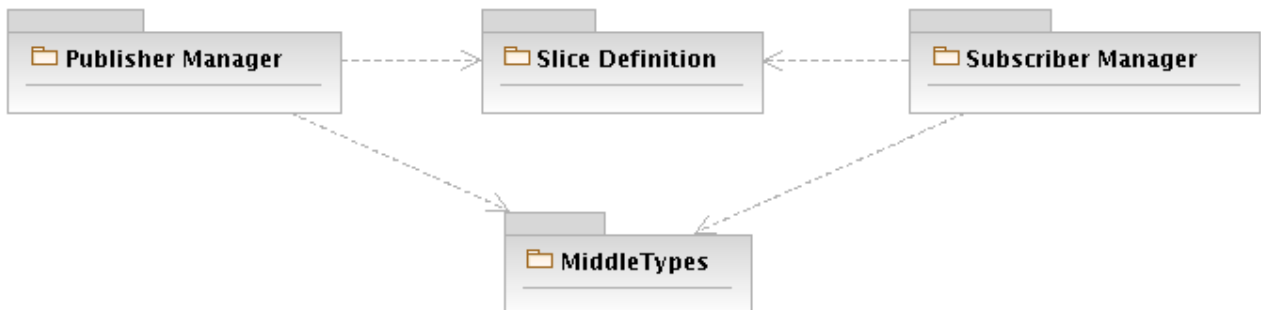 Publisher Manager
Slice Definition
Subscriber Manager
MiddleTypes